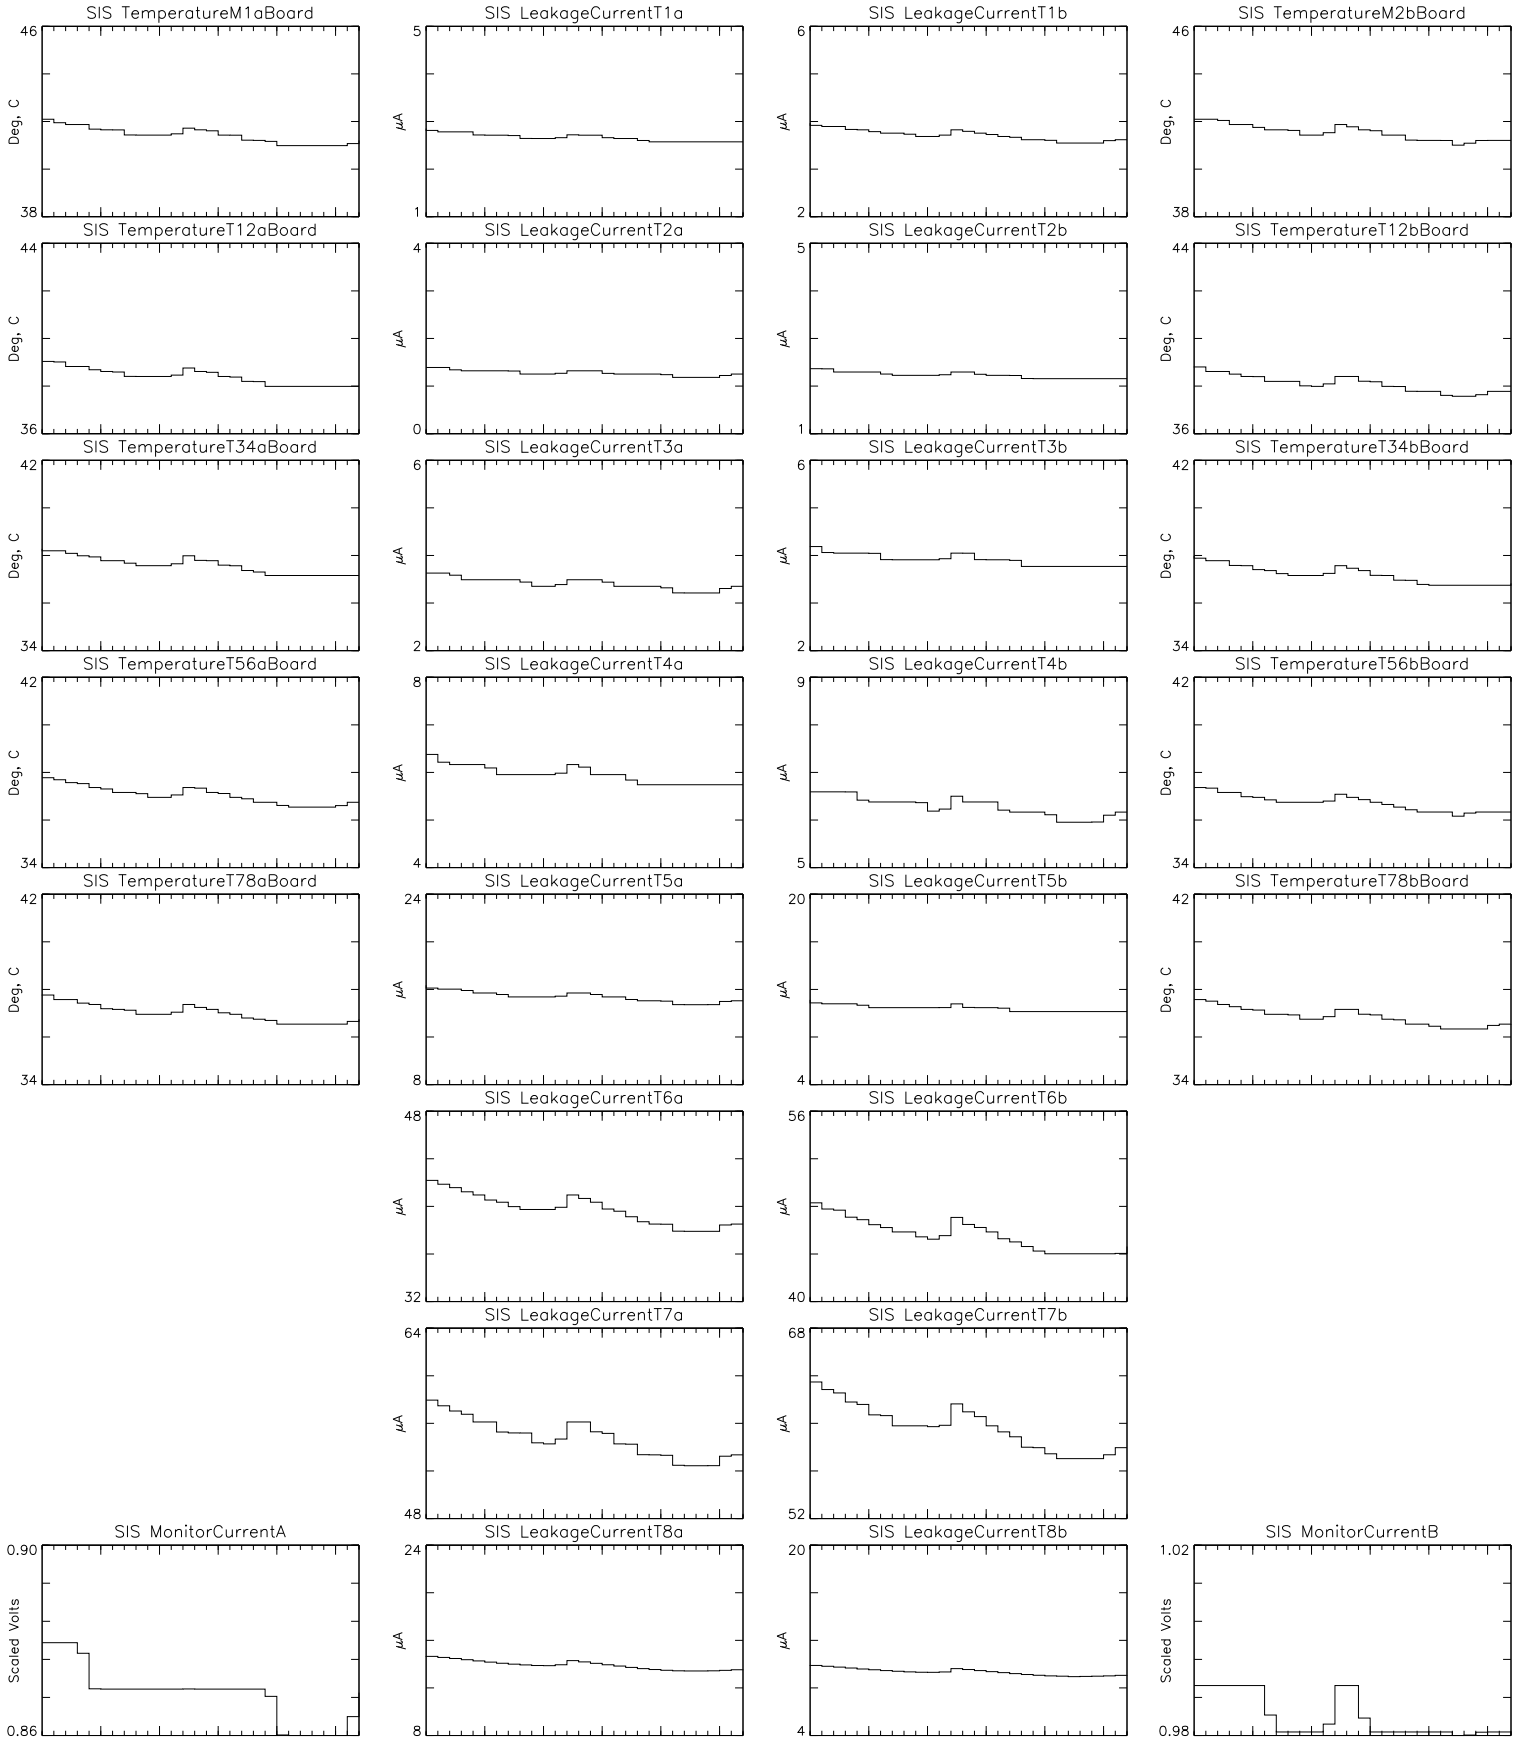 SIS TemperatureM1aBoard SIS LeakageCurrentT1a SIS LeakageCurrentT1b SIS TemperatureM2bBoard
46 5 6 46
Deg, C μA μA Deg, C
38 1 2 38
SIS TemperatureT12aBoard SIS LeakageCurrentT2a SIS LeakageCurrentT2b SIS TemperatureT12bBoard
44 4 5 44
Deg, C μA μA Deg, C
36 0 1 36
SIS TemperatureT34aBoard SIS LeakageCurrentT3a SIS LeakageCurrentT3b SIS TemperatureT34bBoard
42 6 6 42
Deg, C μA μA Deg, C
34 2 2 34
SIS TemperatureT56aBoard SIS LeakageCurrentT4a SIS LeakageCurrentT4b SIS TemperatureT56bBoard
42 8 9 42
Deg, C μA μA Deg, C
34 4 5 34
SIS TemperatureT78aBoard SIS LeakageCurrentT5a SIS LeakageCurrentT5b SIS TemperatureT78bBoard
42 24 20 42
Deg, C μA μA Deg, C
34 8 4 34
SIS LeakageCurrentT6a SIS LeakageCurrentT6b
48 56
μA μA
32 40
SIS LeakageCurrentT7a SIS LeakageCurrentT7b
64 68
μA μA
48 52
SIS MonitorCurrentA SIS LeakageCurrentT8a SIS LeakageCurrentT8b SIS MonitorCurrentB
0.90 24 20 1.02
Scaled Volts μA μA Scaled Volts
0.86 8 4 0.98